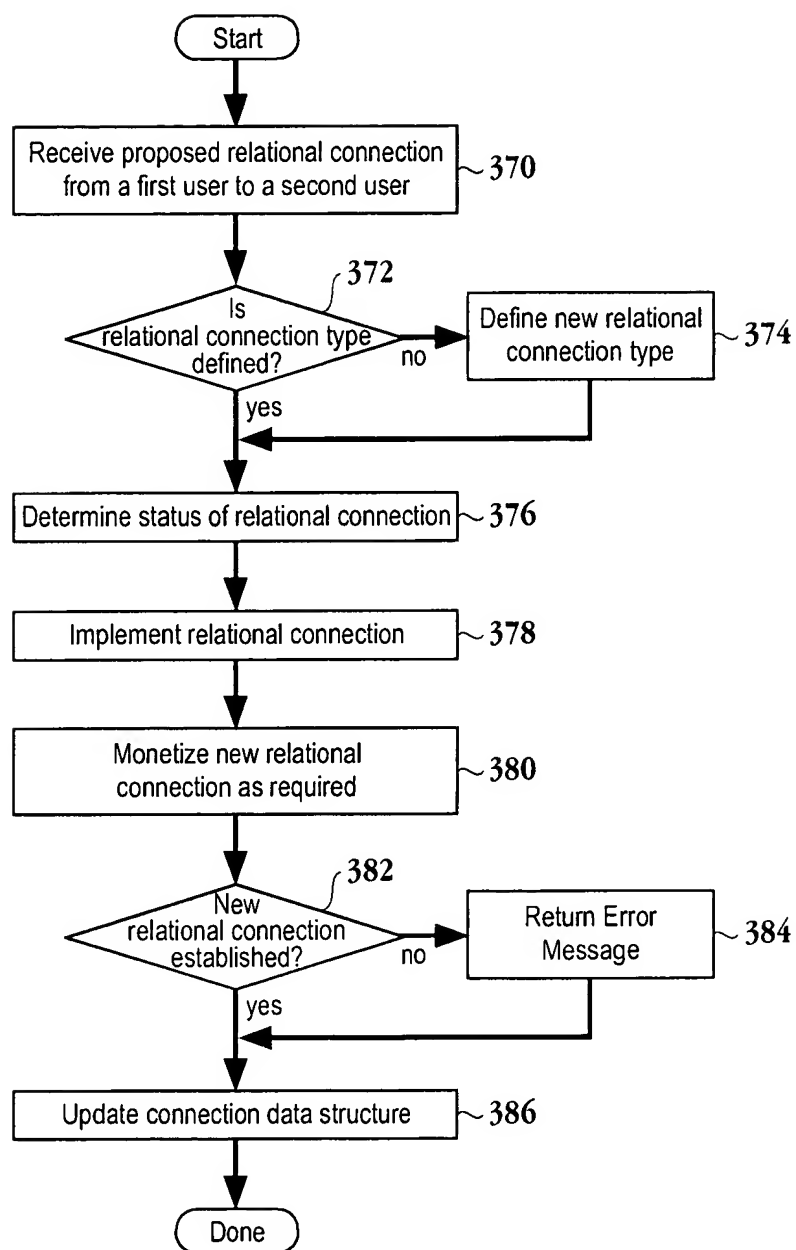 Start
Receive proposed relational connection
from a first user to a second user
370
372
Is
relational connection type
defined?
no
Define new relational
connection type
374
yes
Determine status of relational connection
376
Implement relational connection
378
Monetize new relational
connection as required
380
382
New
relational connection
established?
no
Return Error
Message
384
yes
Update connection data structure
386
Done